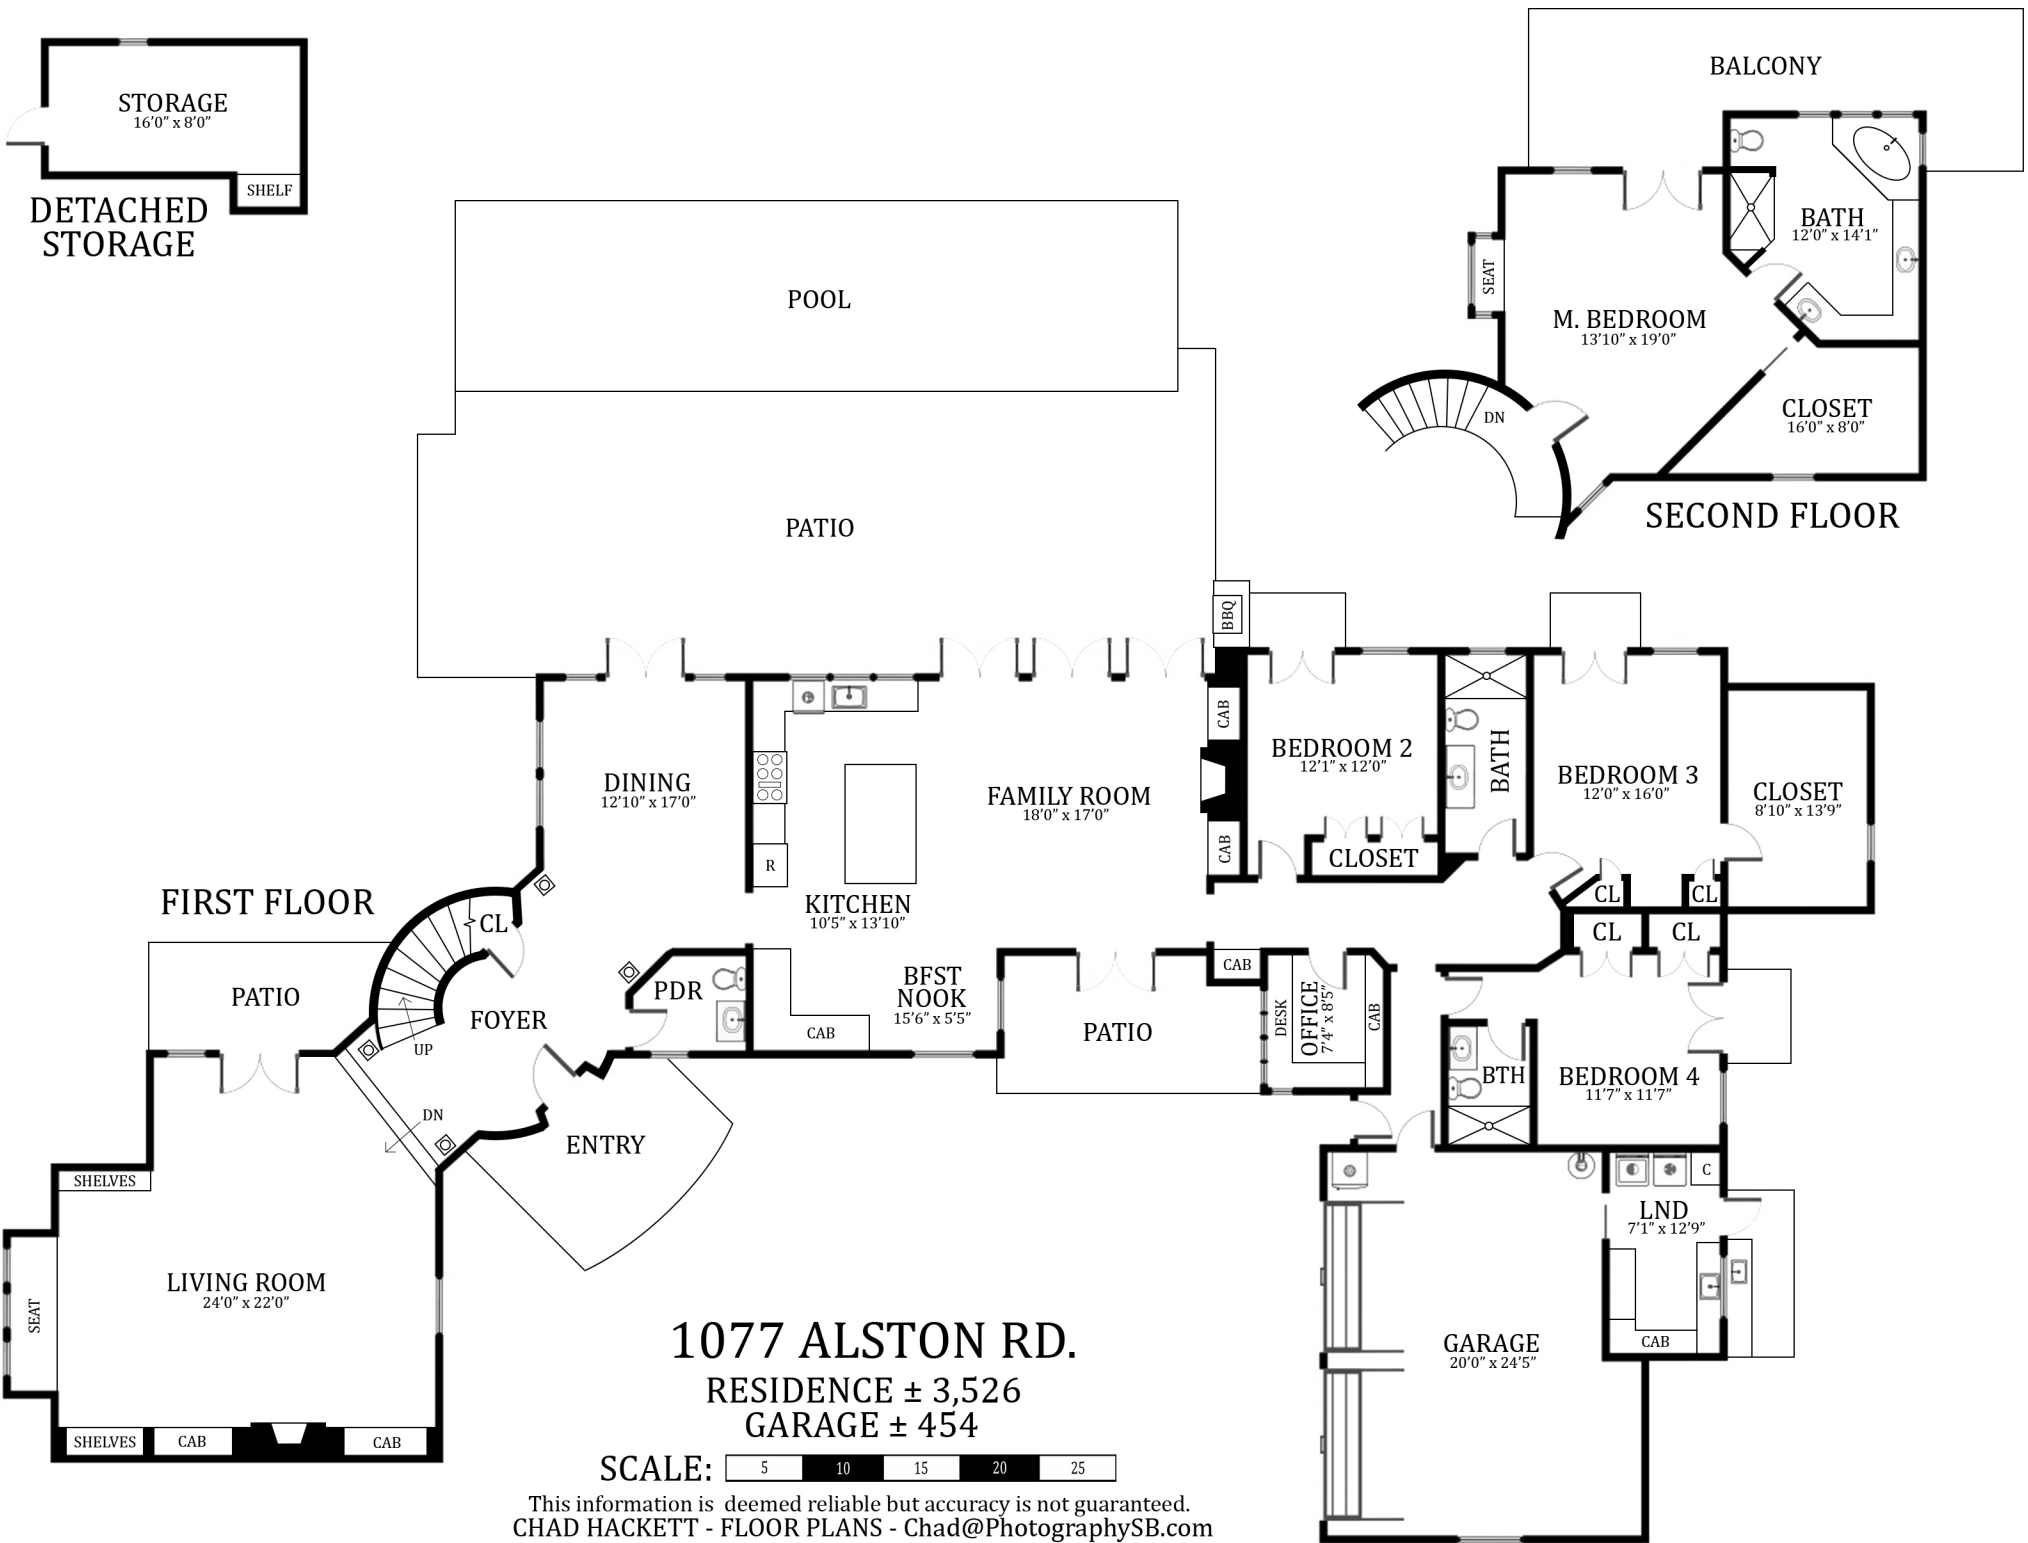 STORAGE
16’0” x 8’0”
SHELF
DETACHED
STORAGE
BALCONY
BATH
12’0” x 14’1”
SEAT
M. BEDROOM
13’10” x 19’0”
DN
CLOSET
16’0” x 8’0”
SECOND FLOOR
POOL
PATIO
BBQ
FIRST FLOOR
DINING
12’10” x 17’0”
R
KITCHEN
10’5” x 13’10”
FAMILY ROOM
18’0” x 17’0”
CAB
CAB
BEDROOM 2
12’1” x 12’0”
CLOSET
BATH
BEDROOM 3
12’0” x 16’0”
CLOSET
8’10” x 13’9”
CL
CL
CL
CL
CL
PATIO
UP
FOYER
PDR
CAB
BFST
NOOK
15’6” x 5’5”
PATIO
CAB
DESK
OFFICE
7’4” x 8’5”
CAB
BTH
BEDROOM 4
11’7” x 11’7”
DN
ENTRY
SHELVES
SEAT
LIVING ROOM
24’0” x 22’0”
SHELVES
CAB
CAB
C
LND
7’1” x 12’9”
CAB
GARAGE
20’0” x 24’5”
1077 ALSTON RD.
RESIDENCE ± 3,526
GARAGE ± 454
SCALE: 5 10 15 20 25
This information is deemed reliable but accuracy is not guaranteed.
CHAD HACKETT - FLOOR PLANS - Chad@PhotographySB.com